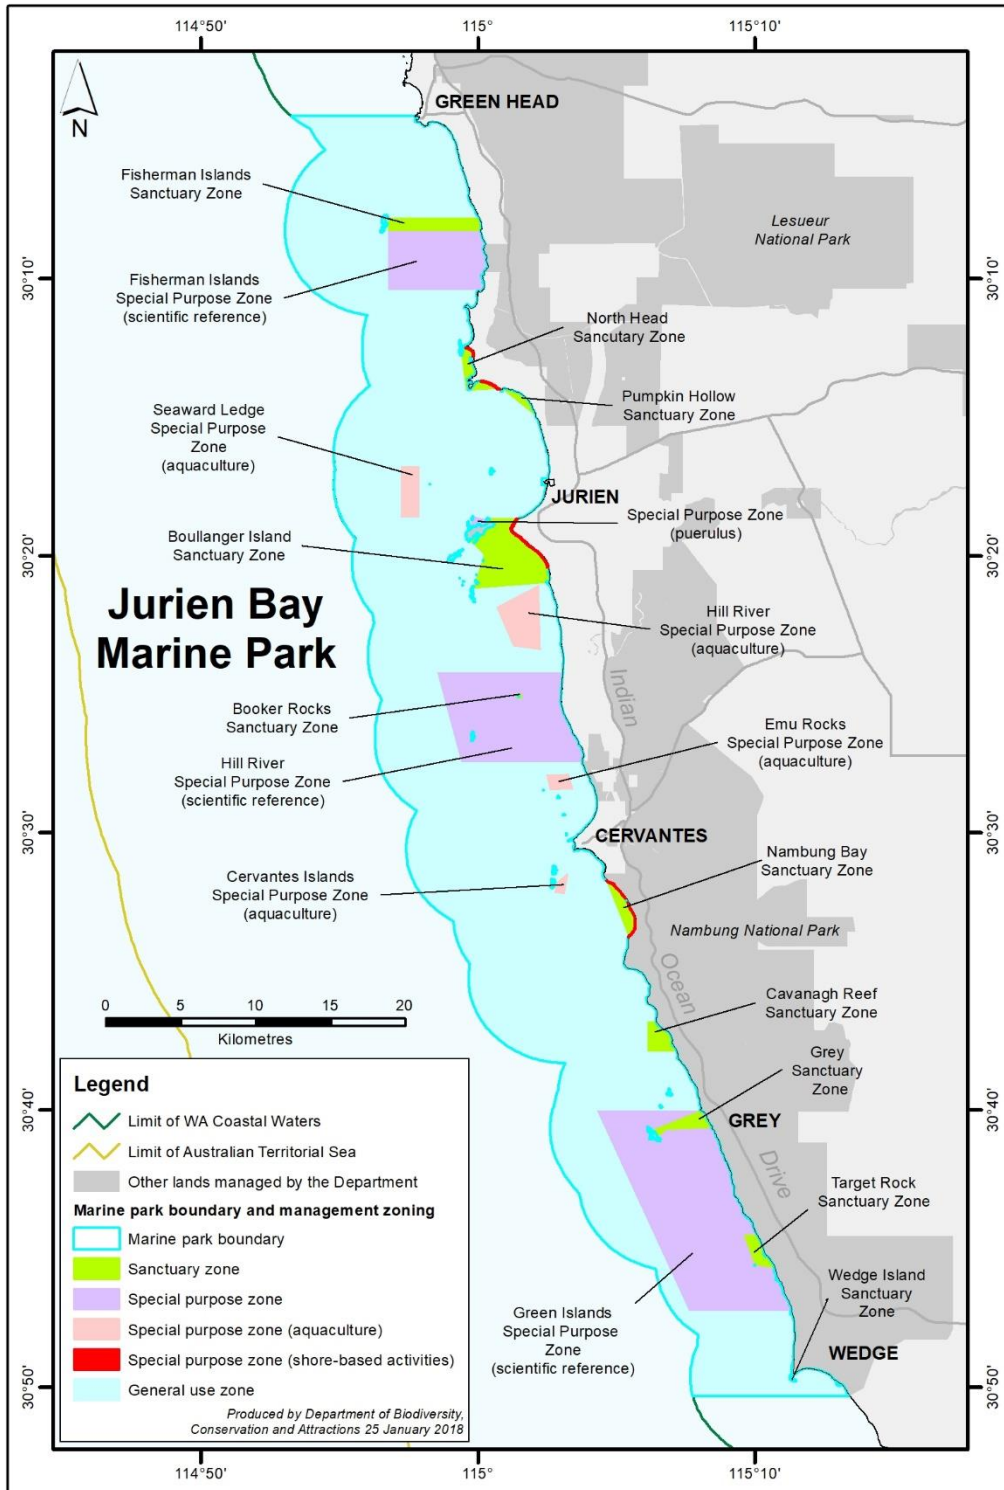 114°50'
115°
115°10'
N
GREEN HEAD
Fisherman Islands
Sanctuary Zone
Lesueur
National Park
30°10'
30°10'
Fisherman Islands
Special Purpose Zone
(scientific reference)
North Head
Sancutary Zone
Pumpkin Hollow
Sanctuary Zone
Seaward Ledge
Special Purpose
Zone
(aquaculture)
JURIEN
Special Purpose Zone
(puerulus)
Boullanger Island
Sanctuary Zone
30°20'
30°20'
Jurien Bay
Marine Park
Hill River
Special Purpose Zone
(aquaculture)
Indian
Booker Rocks
Sanctuary Zone
Emu Rocks
Special Purpose Zone
(aquaculture)
Hill River
Special Purpose Zone
(scientific reference)
30°30'
30°30'
CERVANTES
Nambung Bay
Sanctuary Zone
Cervantes Islands
Special Purpose Zone
(aquaculture)
Nambung National Park
Ocean
Cavanagh Reef
Sanctuary Zone
0 5 10 15 20
Kilometres
Grey
Sanctuary
Zone
30°40'
30°40'
GREY
Drive
Target Rock
Sanctuary Zone
Wedge Island
Sanctuary
Zone
Green Islands
Special Purpose
Zone
(scientific reference)
WEDGE
30°50'
30°50'
Legend
Limit of WA Coastal Waters
Limit of Australian Territorial Sea
Other lands managed by the Department
Marine park boundary and management zoning
Marine park boundary
Sanctuary zone
Special purpose zone
Special purpose zone (aquaculture)
Special purpose zone (shore-based activities)
General use zone
Produced by Department of Biodiversity,
Conservation and Attractions 25 January 2018
114°50'
115°
115°10'